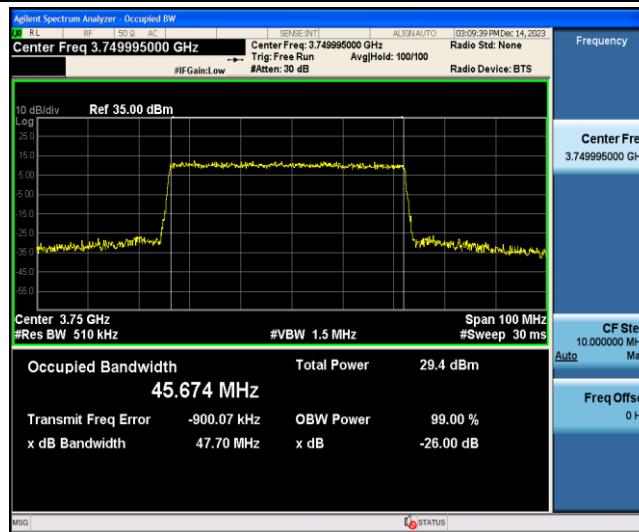 Agilent Spectrum Analyzer - Occupied BW
RL RF 50 Ω AC SENSE:INT ALIGN AUTO 03:09:39 PM Dec 14, 2023
Center Freq 3.749995000 GHz
Center Freq: 3.749995000 GHz
Radio Std: None
Trig: Free Run Avg|Hold: 100/100
#IFGain:Low #Atten: 30 dB Radio Device: BTS
Frequency
10 dB/div Ref 35.00 dBm
Log
25.0
15.0
5.00
-5.00
-15.0
-25.0
-35.0
-45.0
-55.0
Center 3.75 GHz Span 100 MHz
#Res BW 510 kHz #VBW 1.5 MHz #Sweep 30 ms
Center Fre
3.749995000 GH
CF Ste
10.000000 MH
Auto Ma
Freq Offse
0 H
Occupied Bandwidth Total Power 29.4 dBm
45.674 MHz
Transmit Freq Error -900.07 kHz OBW Power 99.00 %
x dB Bandwidth 47.70 MHz x dB -26.00 dB
MSG STATUS